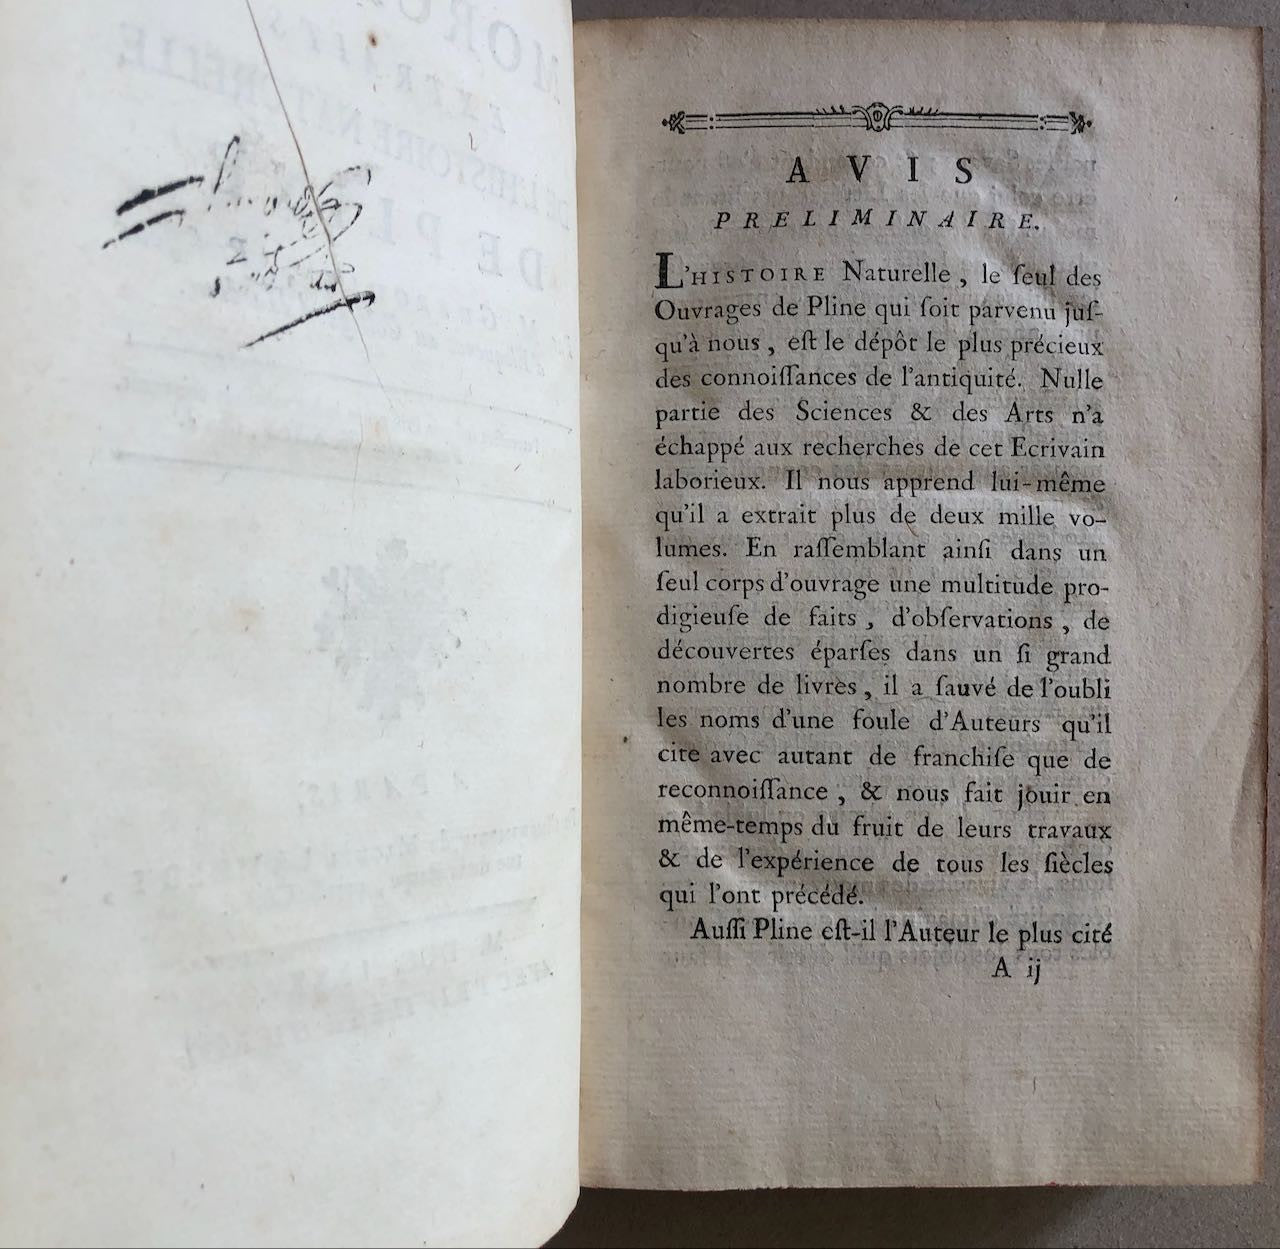 AVIS
PRELIMINAIRE.
L'HISTOIRE Naturelle, le ſeul des
Ouvrages de Pline qui ſoit parvenu juſ-
qu'à nous, eſt le dépôt le plus précieux
des connoiſſances de l'antiquité. Nulle
partie des Sciences & des Arts n'a
échappé aux recherches de cet Ecrivain
laborieux. Il nous apprend lui-même
qu'il a extrait plus de deux mille vo-
lumes. En raſſemblant ainſi dans un
ſeul corps d'ouvrage une multitude pro-
digieuſe de faits, d'obſervations, de
découvertes éparſes dans un ſi grand
nombre de livres, il a ſauvé de l'oubli
les noms d'une foule d'Auteurs qu'il
cite avec autant de franchiſe que de
reconnoiſſance, & nous fait jouir en
même-temps du fruit de leurs travaux
& de l'expérience de tous les ſiècles
qui l'ont précédé.
Auſſi Pline eſt-il l'Auteur le plus cité
A ij